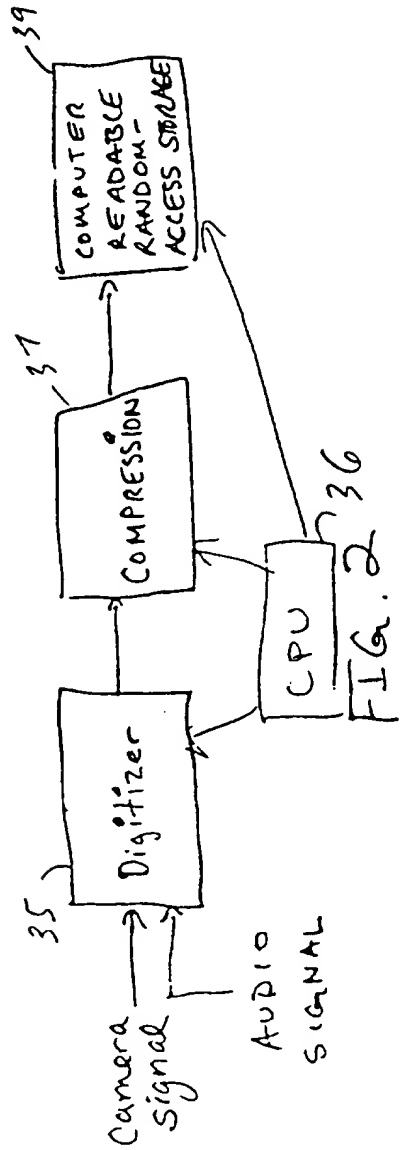 Camera
signal
AUDIO
SIGNAL
35
Digitizer
37
COMPRESSION
39
COMPUTER
READABLE
RANDOM-
ACCESS STORAGE
CPU
36
FIG. 2